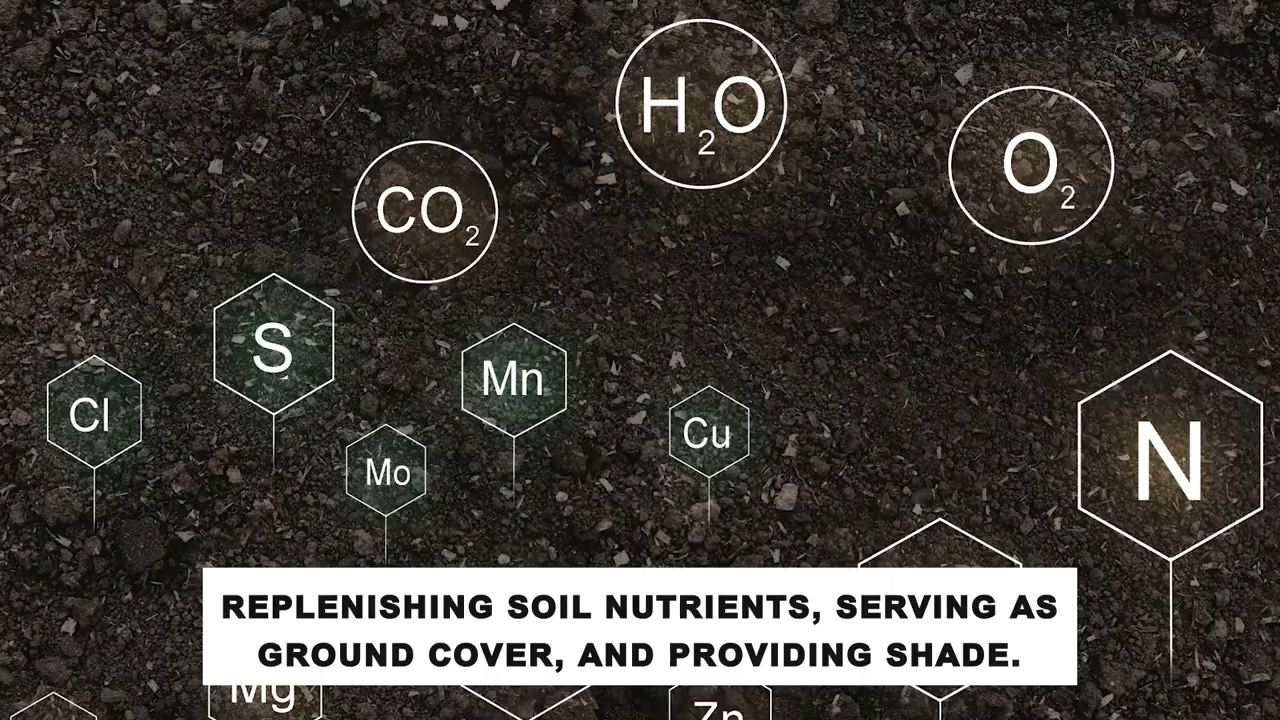 H2O
O2
CO2
S
Mn
Cl
Cu
Mo
N
REPLENISHING SOIL NUTRIENTS, SERVING AS
GROUND COVER, AND PROVIDING SHADE.
Mg
Zn